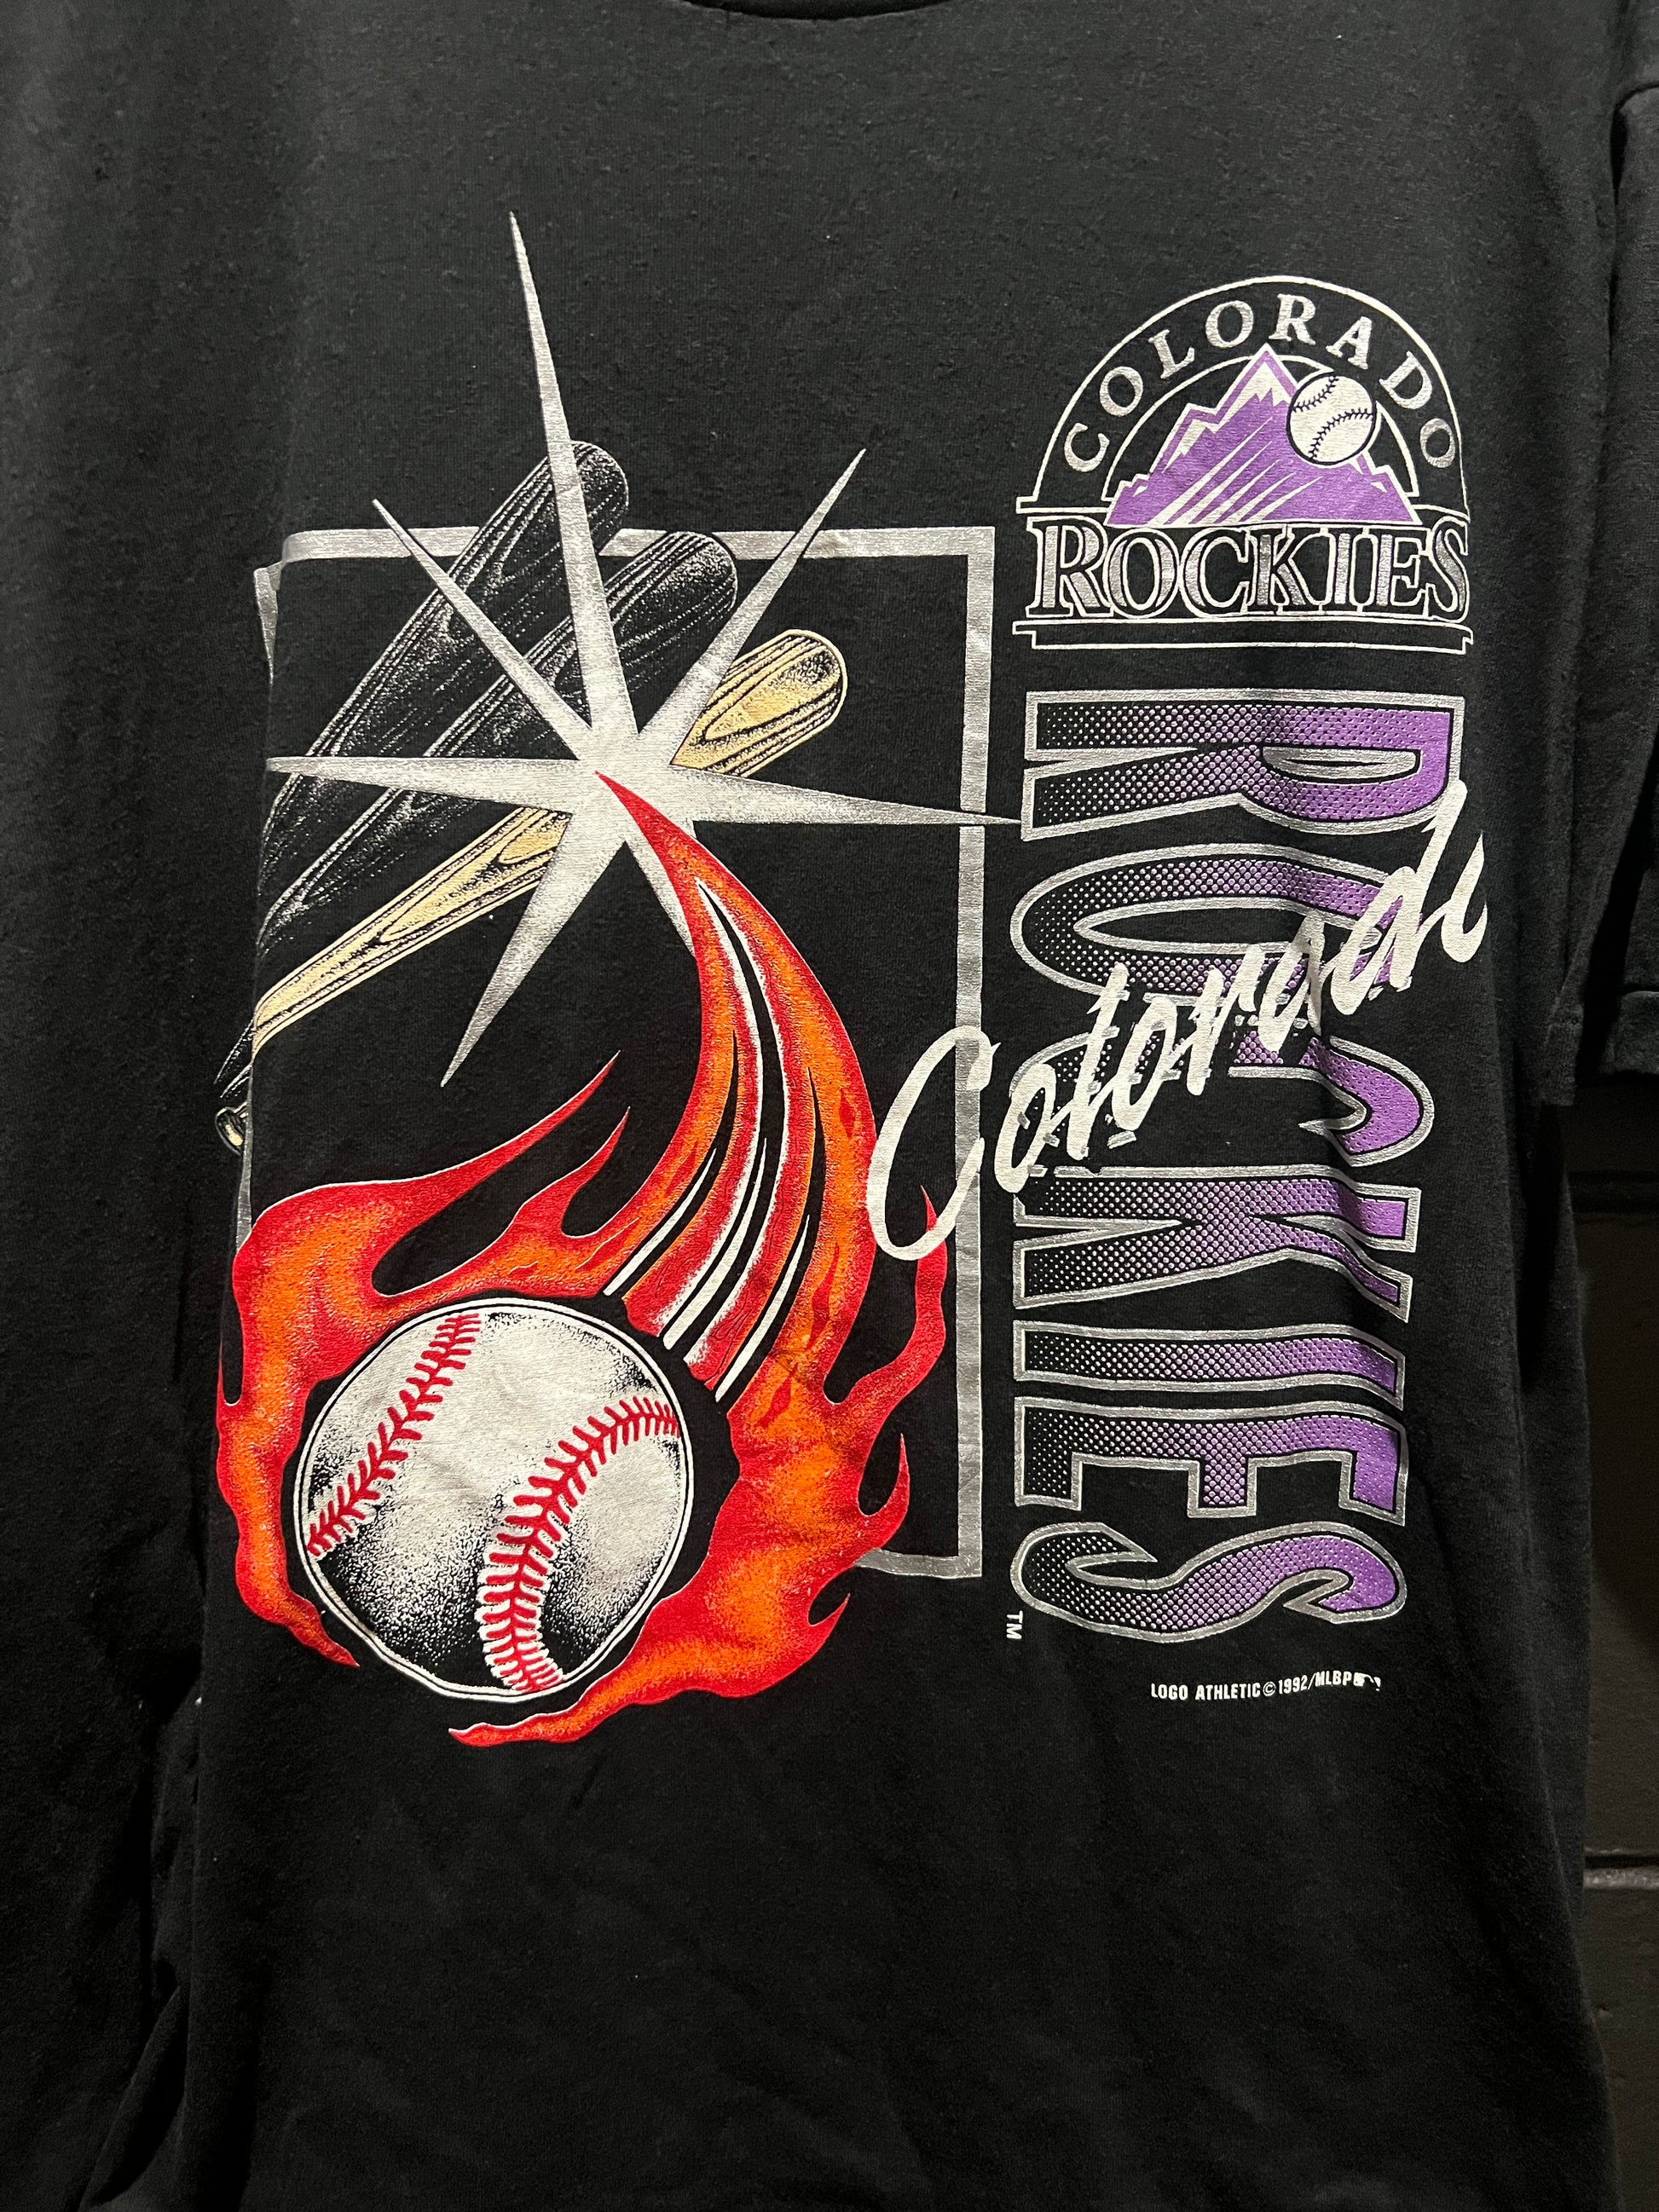 COLORADO
ROCKIES
ROCKIES
Colorado
TM
LOGO ATHLETIC © 1992/MLBP